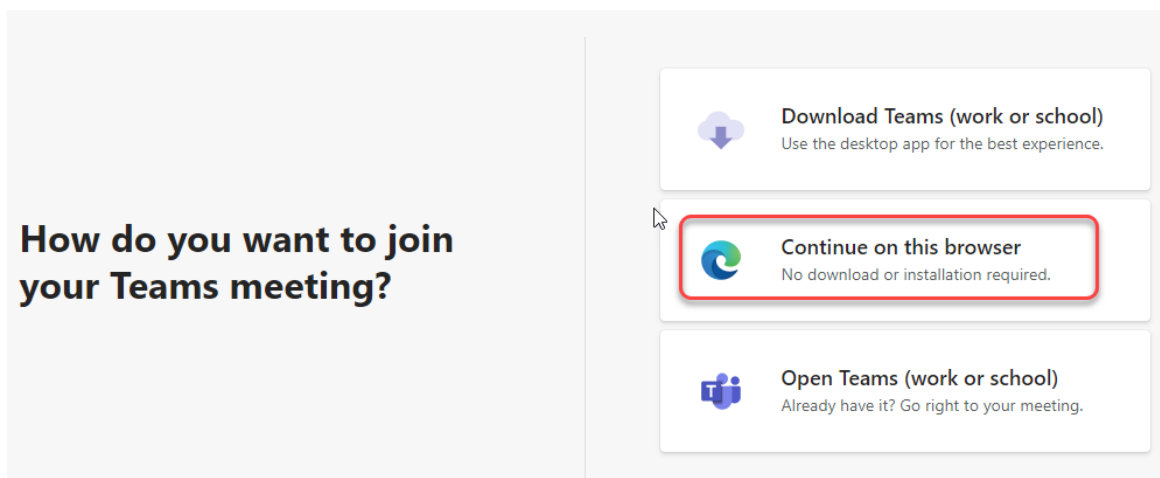 How do you want to join
your Teams meeting?
Download Teams (work or school)
Use the desktop app for the best experience.
Continue on this browser
No download or installation required.
T
Open Teams (work or school)
Already have it? Go right to your meeting.